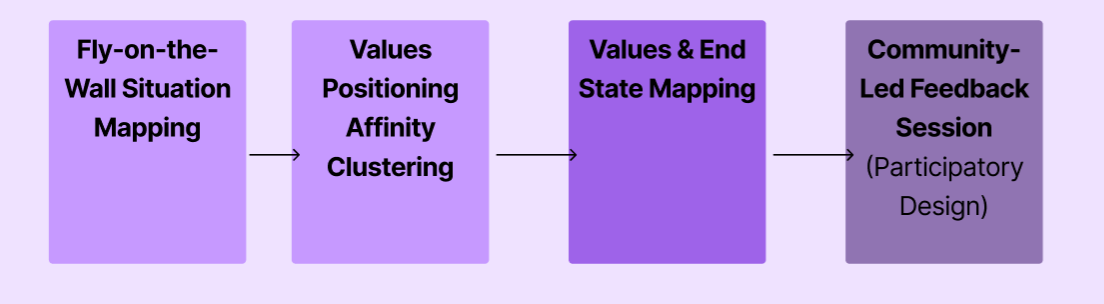 Fly-on-the-
Wall Situation
Mapping
Values
Positioning
Affinity
Clustering
Values & End
State Mapping
Community-
Led Feedback
Session
(Participatory
Design)